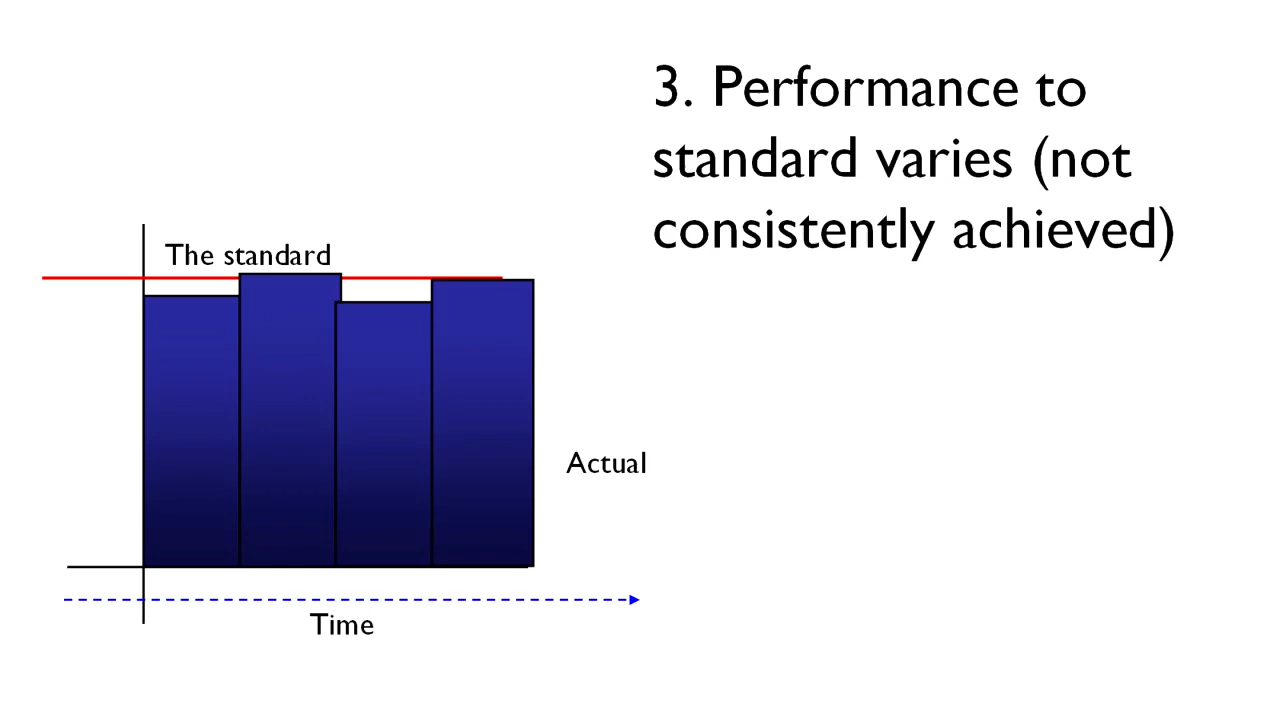 3. Performance to
standard varies (not
consistently achieved)
The standard
Actual
Time